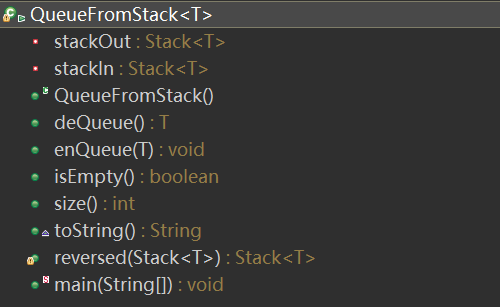 QueueFromStack<T>
stackOut : Stack<T>
stackIn : Stack<T>
QueueFromStack()
deQueue() : T
enQueue(T) : void
isEmpty() : boolean
size() : int
toString() : String
reversed(Stack<T>) : Stack<T>
main(String[]) : void